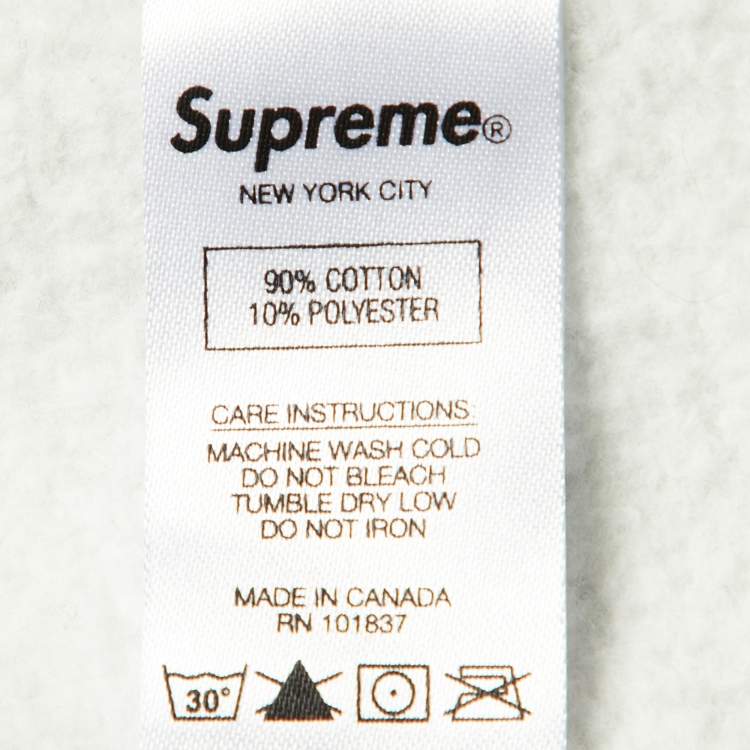 Supreme®
NEW YORK CITY
90% COTTON
10% POLYESTER
CARE INSTRUCTIONS:
MACHINE WASH COLD
DO NOT BLEACH
TUMBLE DRY LOW
DO NOT IRON
MADE IN CANADA
RN 101837
30°